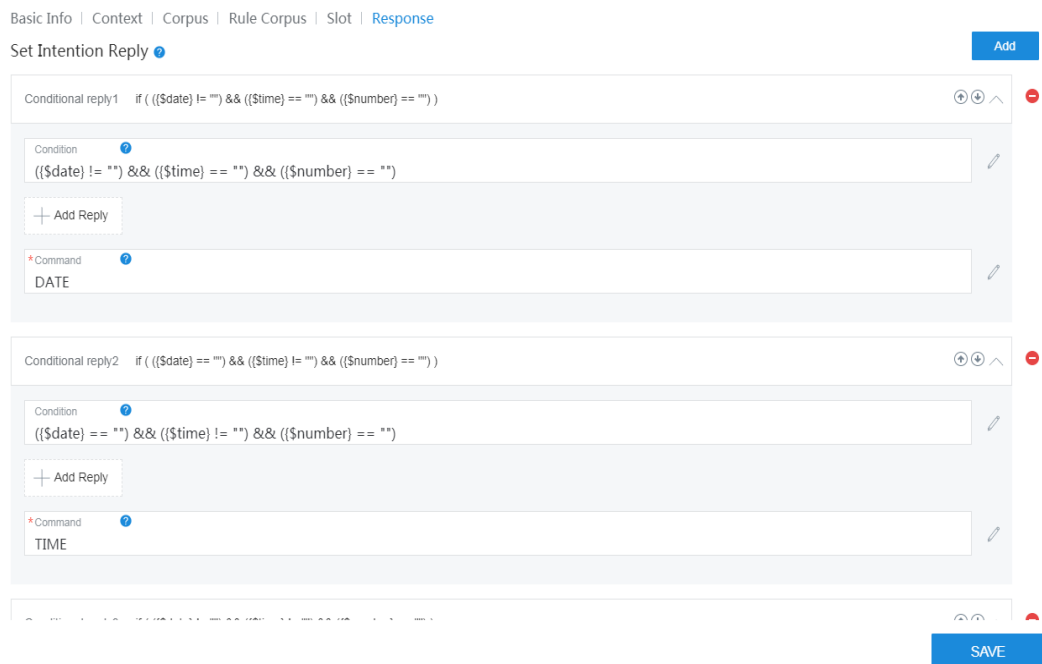 Basic Info | Context | Corpus | Rule Corpus | Slot | Response
Set Intention Reply ?
Add
Conditional reply1 if ( ({$date} != "") && ({$time} == "") && ({$number} == "") )
Condition ?
({$date} != "") && ({$time} == "") && ({$number} == "")
Add Reply
*Command ?
DATE
Conditional reply2 if ( ({$date} == "") && ({$time} != "") && ({$number} == "") )
Condition ?
({$date} == "") && ({$time} != "") && ({$number} == "")
Add Reply
*Command ?
TIME
SAVE